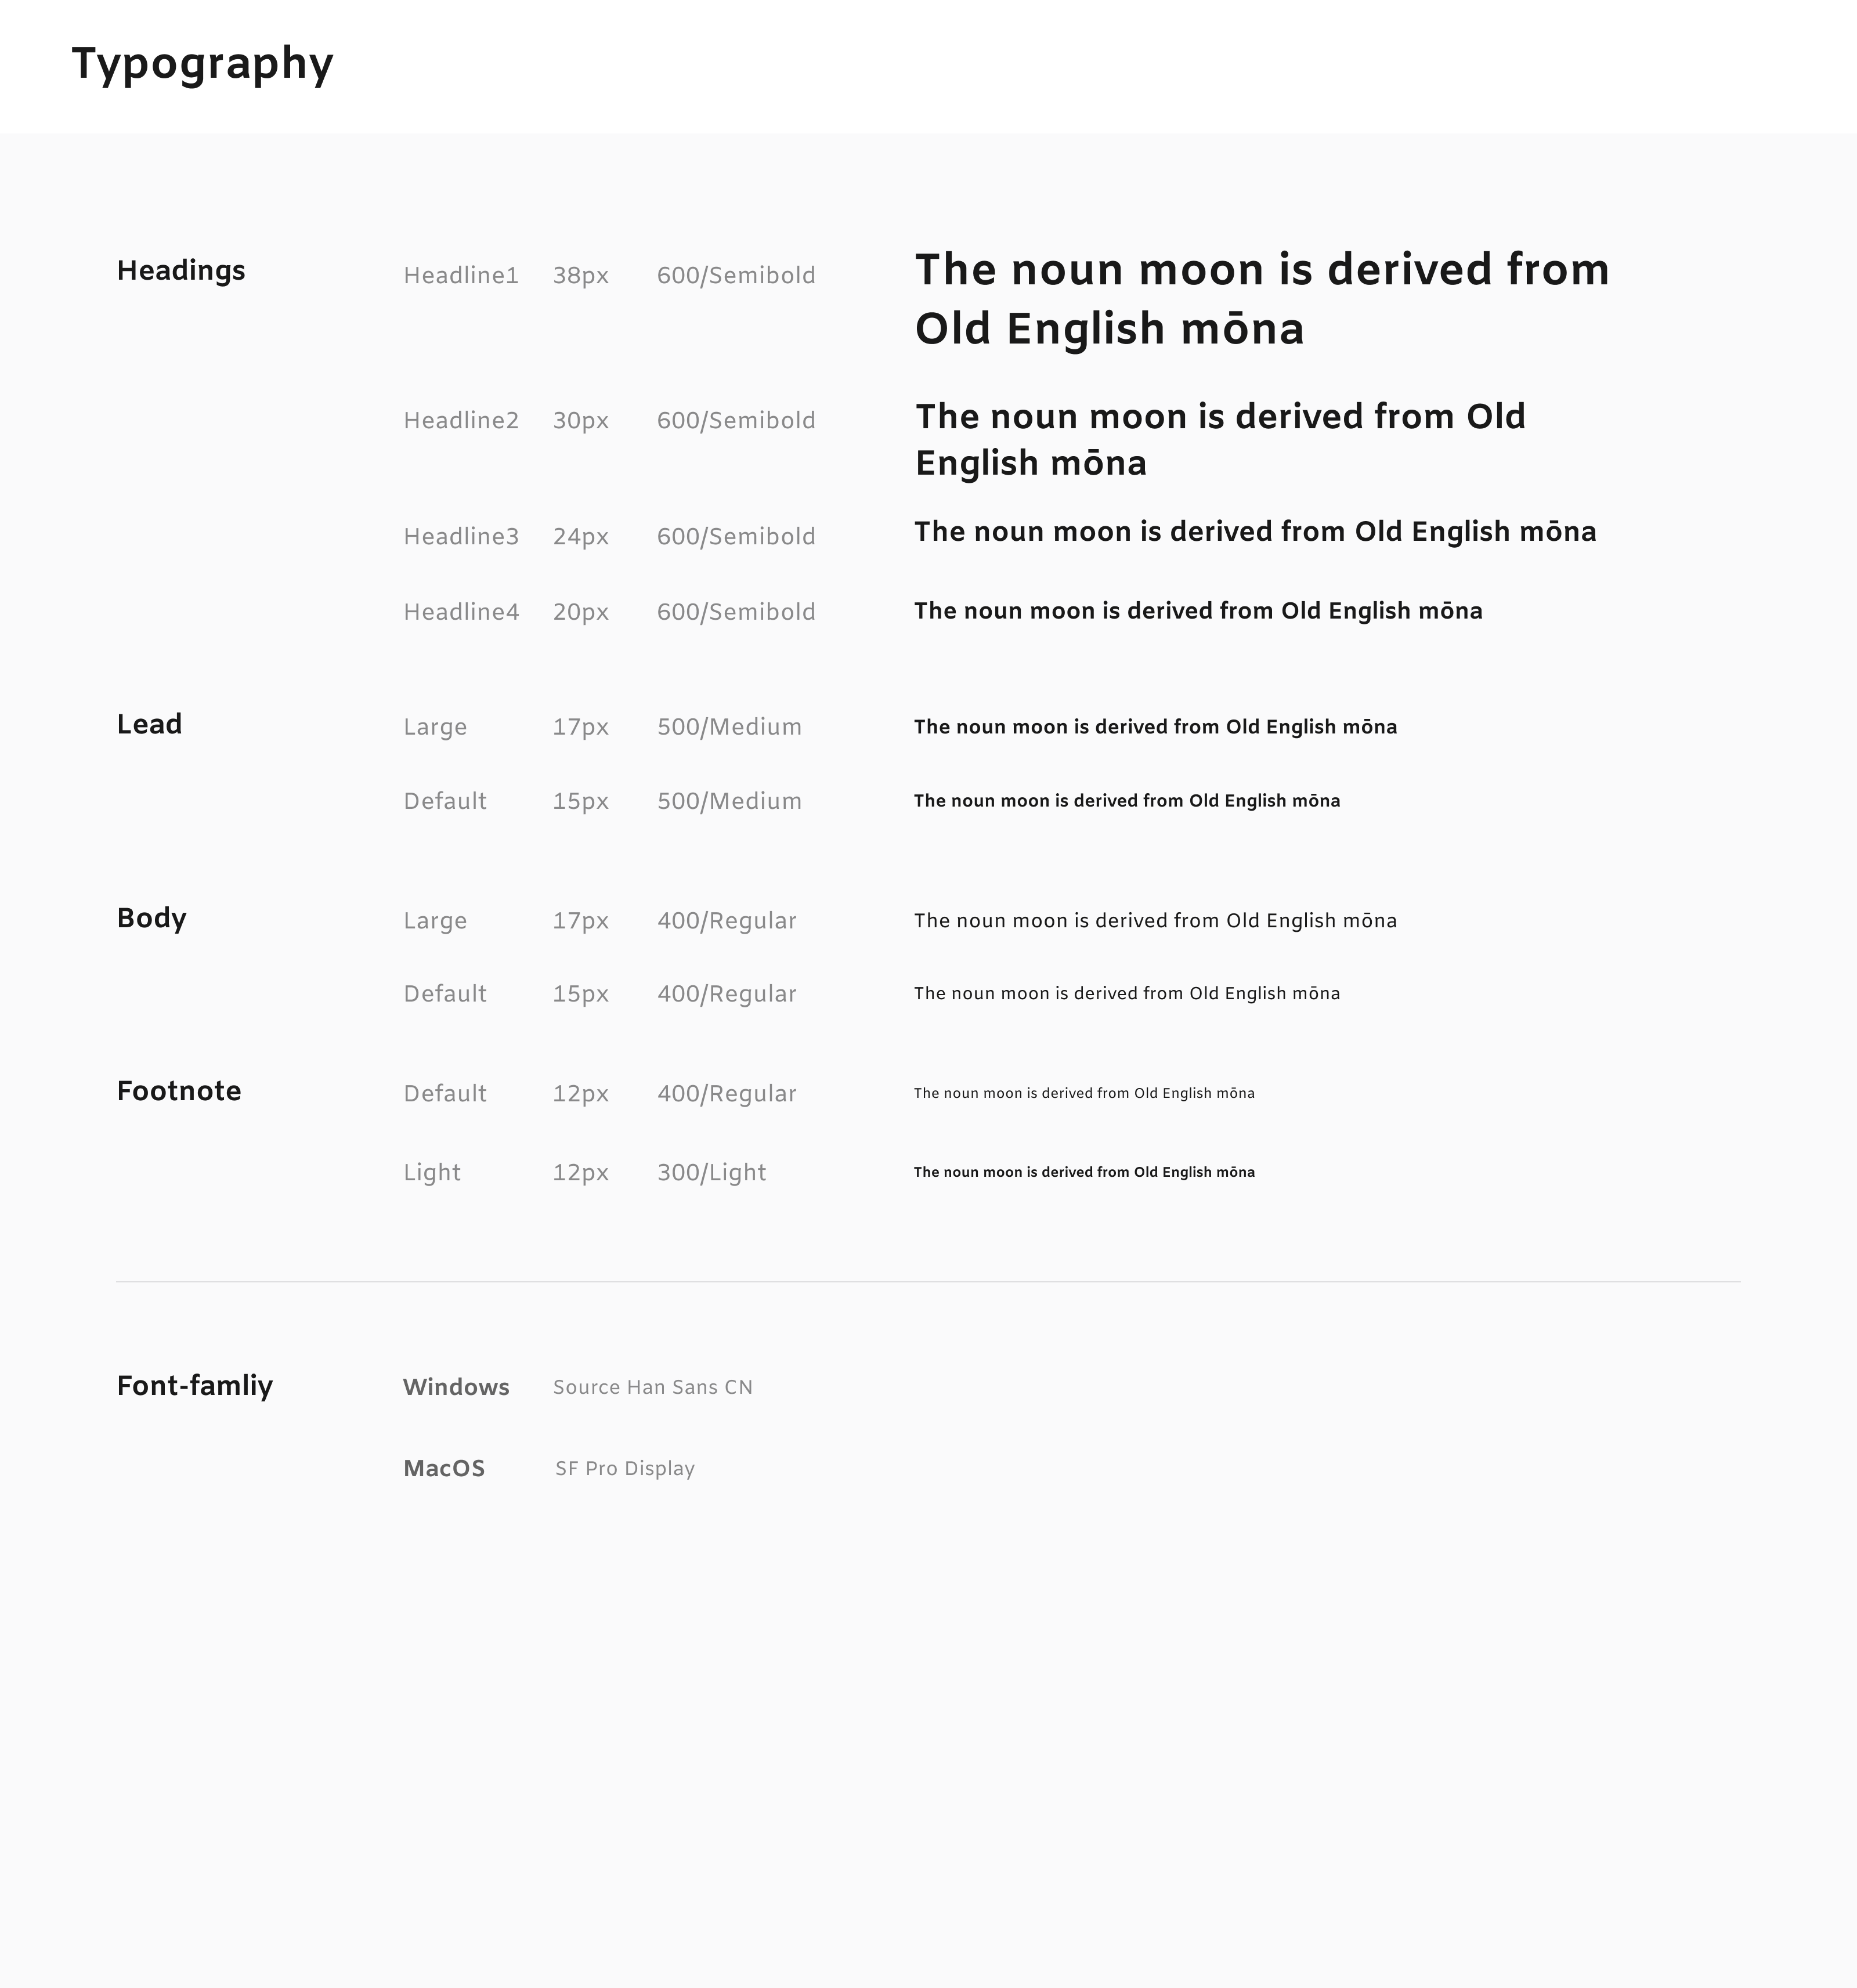 Typography
Headings
Headline1 38px 600/Semibold
The noun moon is derived from
Old English mōna
Headline2 30px 600/Semibold
The noun moon is derived from Old
English mōna
Headline3 24px 600/Semibold The noun moon is derived from Old English mōna
Headline4 20px 600/Semibold The noun moon is derived from Old English mōna
Lead Large 17px 500/Medium The noun moon is derived from Old English mōna
Default 15px 500/Medium The noun moon is derived from Old English mōna
Body Large 17px 400/Regular The noun moon is derived from Old English mōna
Default 15px 400/Regular The noun moon is derived from Old English mōna
Footnote Default 12px 400/Regular The noun moon is derived from Old English mōna
Light 12px 300/Light The noun moon is derived from Old English mōna
Font-famliy Windows Source Han Sans CN
MacOS SF Pro Display